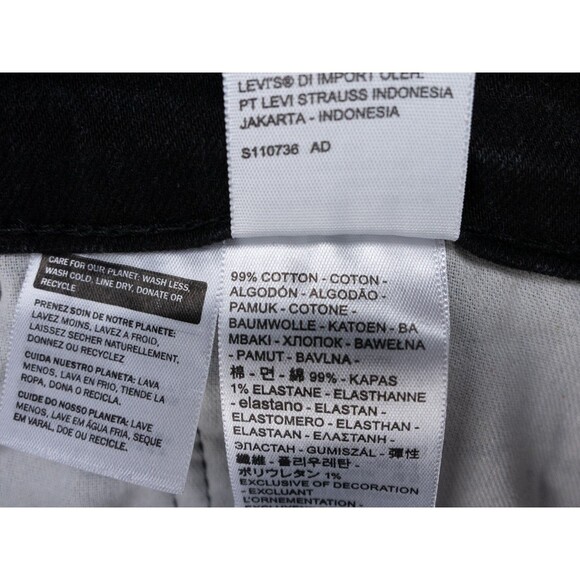 LEVI'S® DI IMPORT OLEH:
PT LEVI STRAUSS INDONESIA
JAKARTA - INDONESIA
S110736 AD
CARE FOR OUR PLANET: WASH LESS,
WASH COLD, LINE DRY, DONATE OR
RECYCLE
PRENEZ SOIN DE NOTRE PLANETE:
LAVEZ MOINS, LAVEZ A FROID,
LAISSEZ SECHER NATURELLEMENT,
DONNEZ OU RECYCLEZ
CUIDA NUESTRO PLANETA: LAVA
MENOS, LAVA EN FRIO, TIENDE LA
ROPA, DONA O RECICLA.
CUIDE DO NOSSO PLANETA: LAVE
MENOS, LAVE EM ÁGUA FRIA, SEQUE
EM VARAL, DOE OU RECICLE.
99% COTTON - COTON -
ALGODÓN - ALGODÃO -
PAMUK - COTONE -
BAUMWOLLE - KATOEN - BA
MBAKI - ХЛОПОК - BAWEŁNA
- PAMUT - BAVLNA -
棉 - 면 - 綿 99% - KAPAS
1% ELASTANE - ELASTHANNE
- elastano - ELASTAN -
ELASTOMERO - ELASTHAN -
ELASTAAN - ΕΛΑΣΤΑΝΗ -
ЭЛАСТАН - GUMISZÁL - 彈性
纖維 - 폴리우레탄 -
ポリウレタン 1%
EXCLUSIVE OF DECORATION
- EXCLUANT
L'ORNEMENTATION -